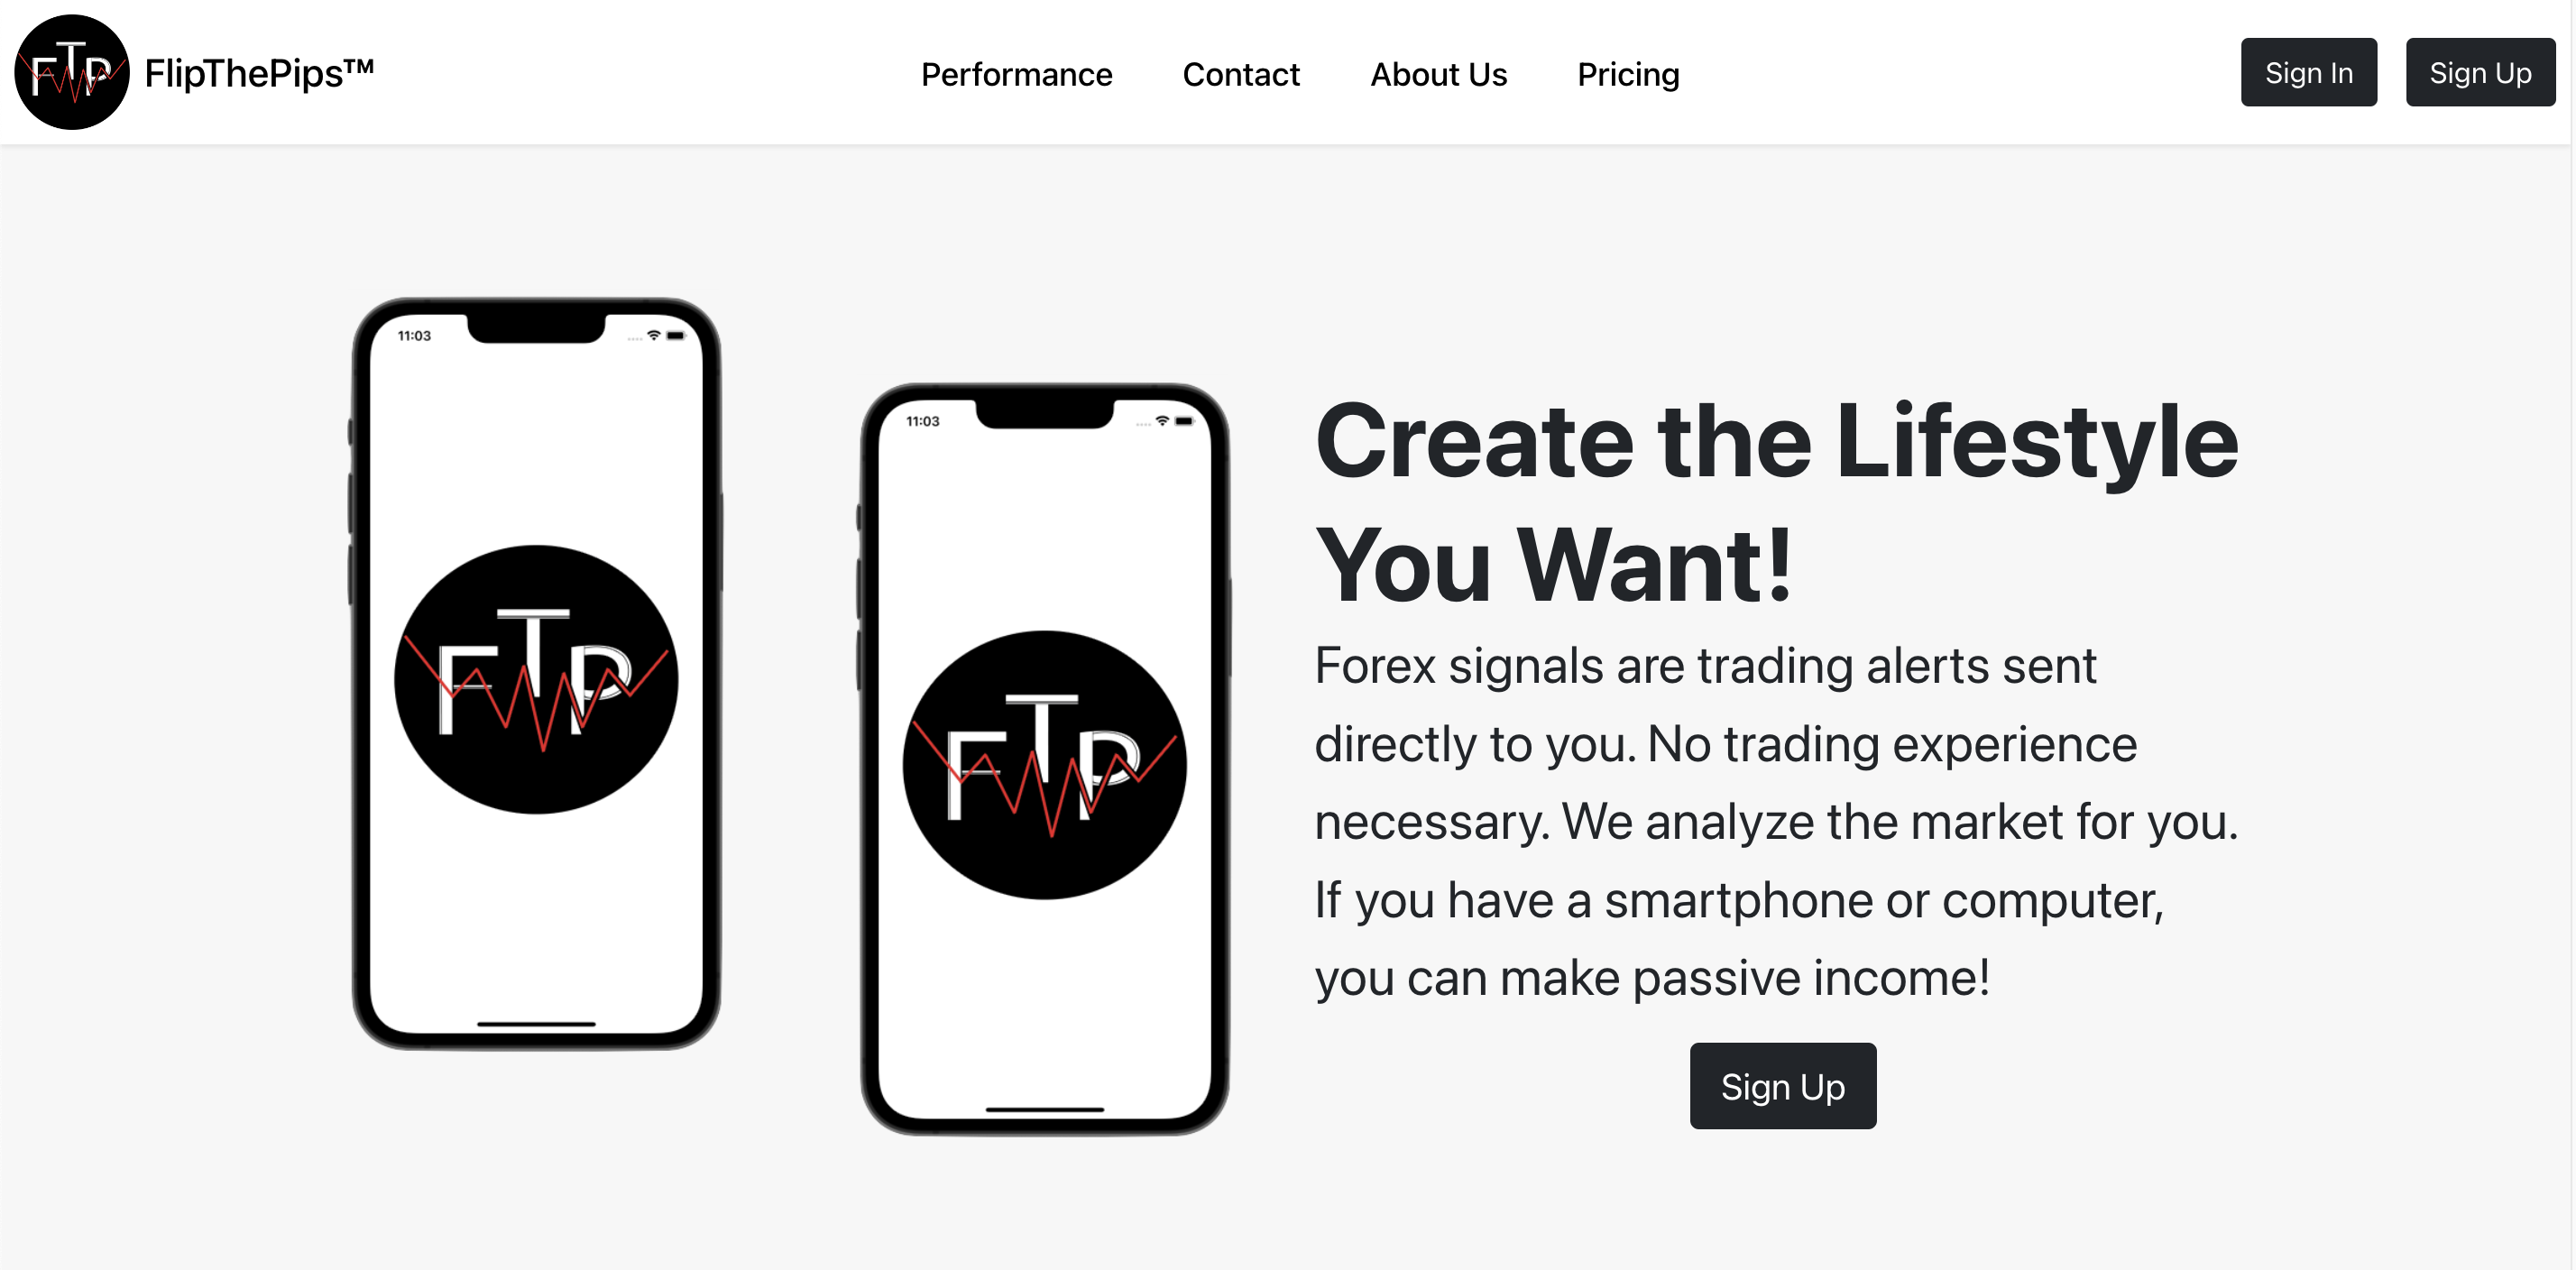 FTP
FlipThePips™
Performance
Contact
About Us
Pricing
Sign In
Sign Up
11:03
FTP
11:03
FTP
Create the Lifestyle
You Want!
Forex signals are trading alerts sent
directly to you. No trading experience
necessary. We analyze the market for you.
If you have a smartphone or computer,
you can make passive income!
Sign Up